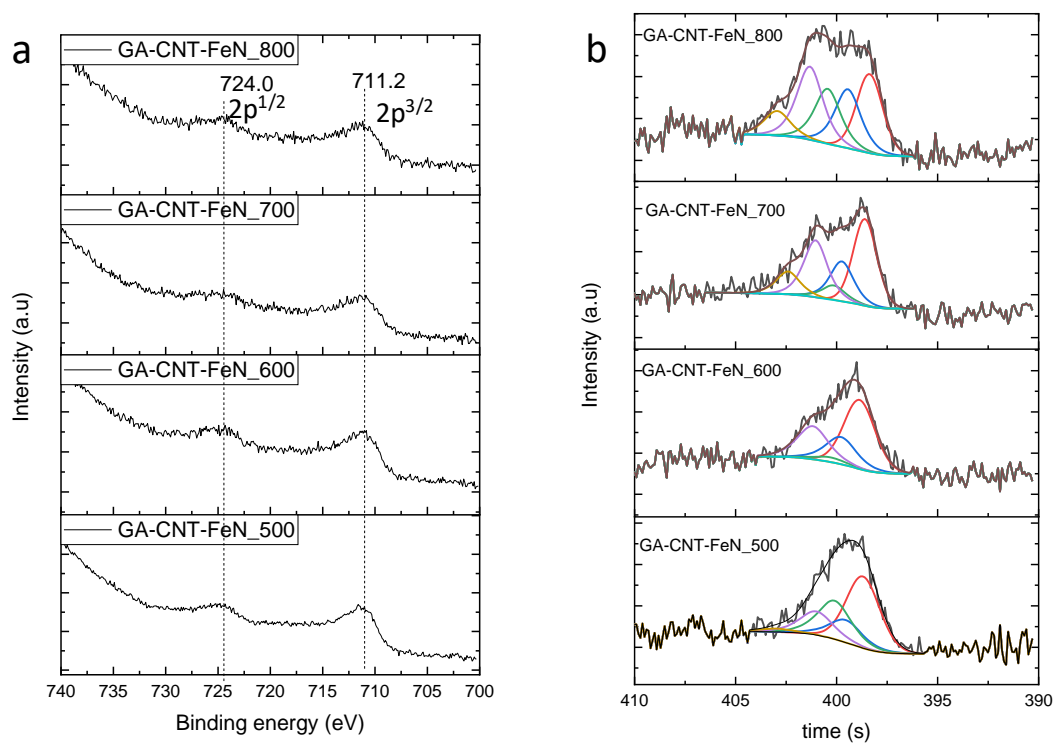 a
GA-CNT-FeN_800
724.0
2p1/2
711.2
2p3/2
GA-CNT-FeN_700
GA-CNT-FeN_600
GA-CNT-FeN_500
Intensity (a.u)
740 735 730 725 720 715 710 705 700
Binding energy (eV)
b
GA-CNT-FeN_800
GA-CNT-FeN_700
GA-CNT-FeN_600
GA-CNT-FeN_500
Intensity (a.u)
410 405 400 395 390
time (s)